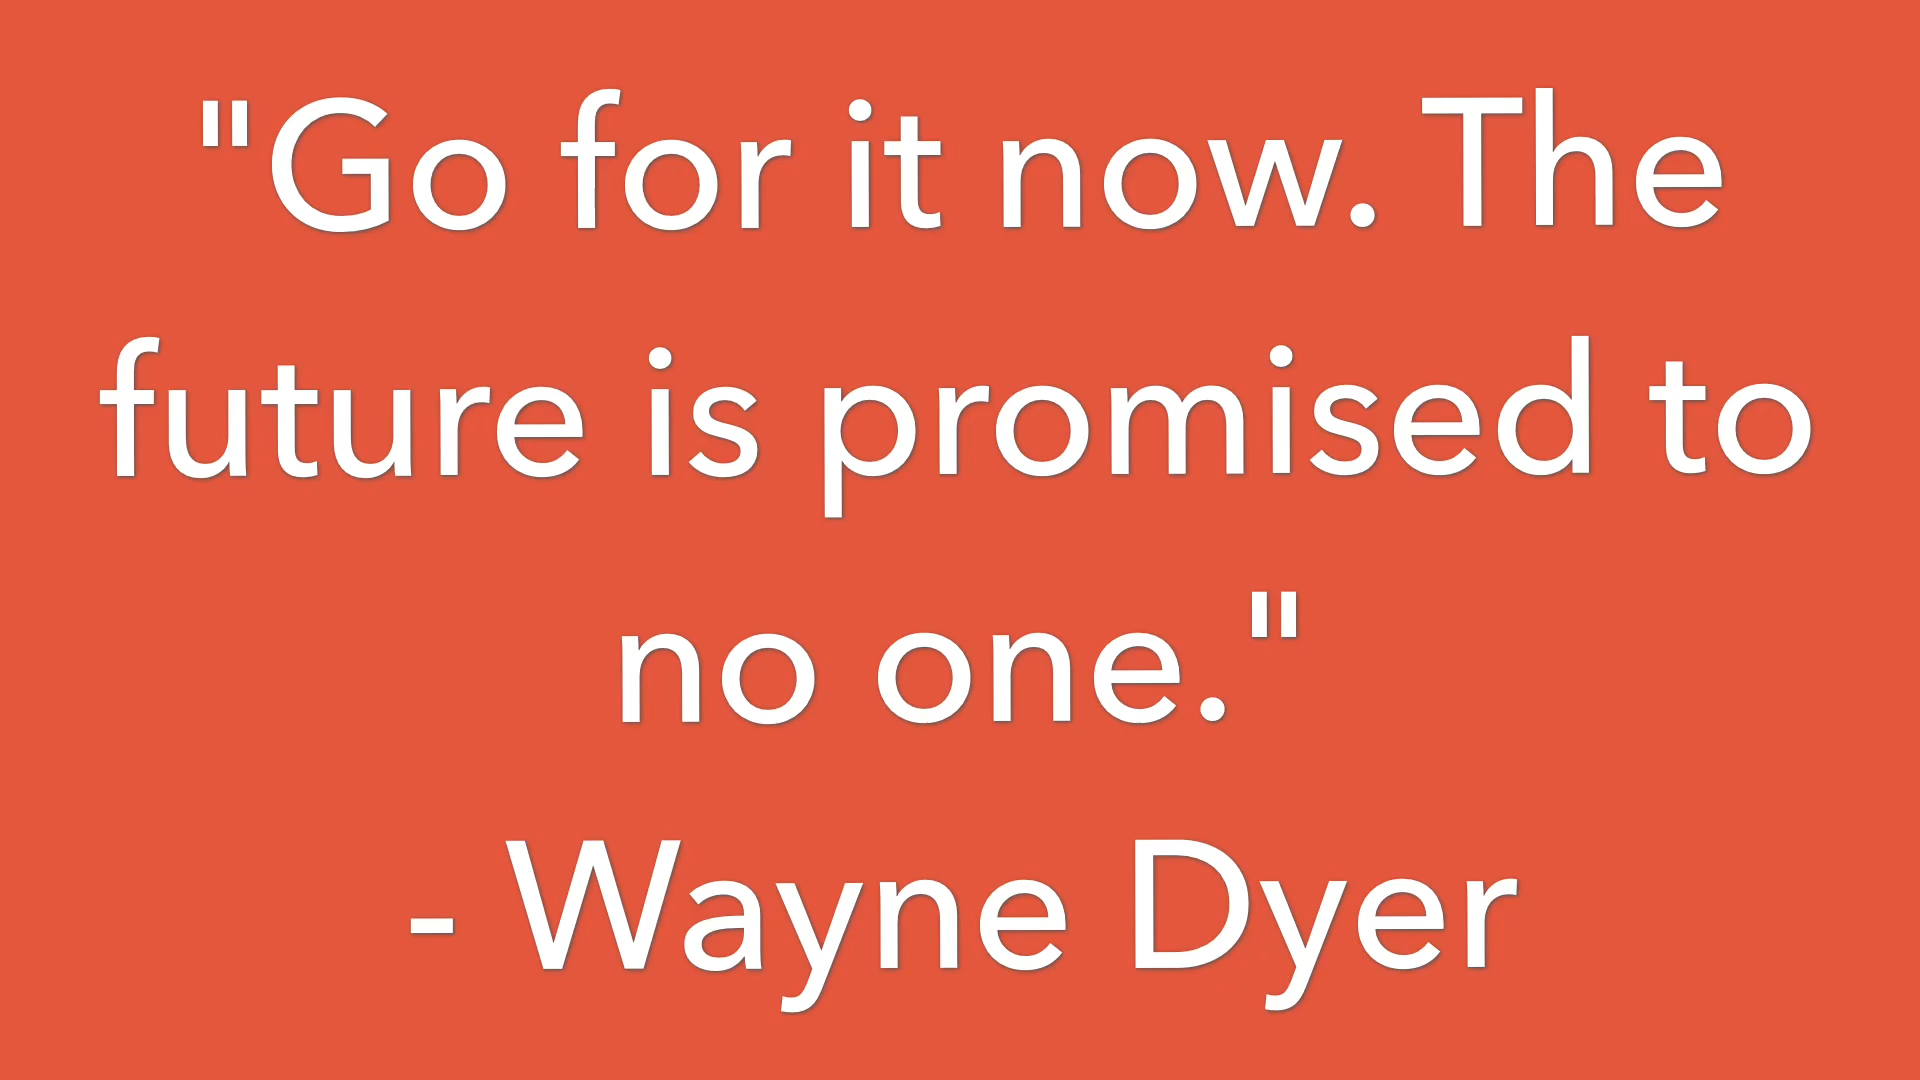 "Go for it now. The
future is promised to
no one."
- Wayne Dyer